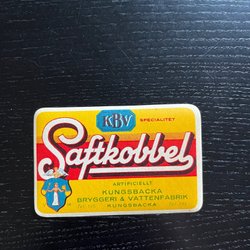 KBV
SPECIALITET
Saftkobbel
ARTIFICIELLT
KUNGSBACKA
BRYGGERI & VATTENFABRIK
KUNGSBACKA